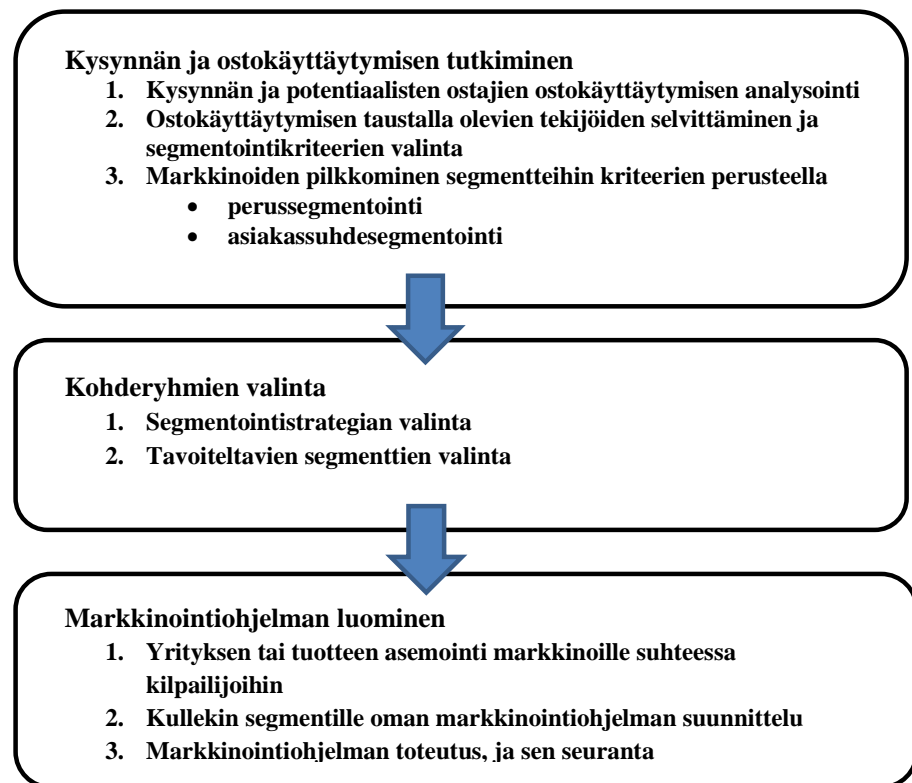 Kysynnän ja ostokäyttäytymisen tutkiminen
1. Kysynnän ja potentiaalisten ostajien ostokäyttäytymisen analysointi
2. Ostokäyttäytymisen taustalla olevien tekijöiden selvittäminen ja
segmentointikriteerien valinta
3. Markkinoiden pilkkominen segmentteihin kriteerien perusteella
• perussegmentointi
• asiakassuhdesegmentointi
Kohderyhmien valinta
1. Segmentointistrategian valinta
2. Tavoiteltavien segmenttien valinta
Markkinointiohjelman luominen
1. Yrityksen tai tuotteen asemointi markkinoille suhteessa
kilpailijoihin
2. Kullekin segmentille oman markkinointiohjelman suunnittelu
3. Markkinointiohjelman toteutus, ja sen seuranta